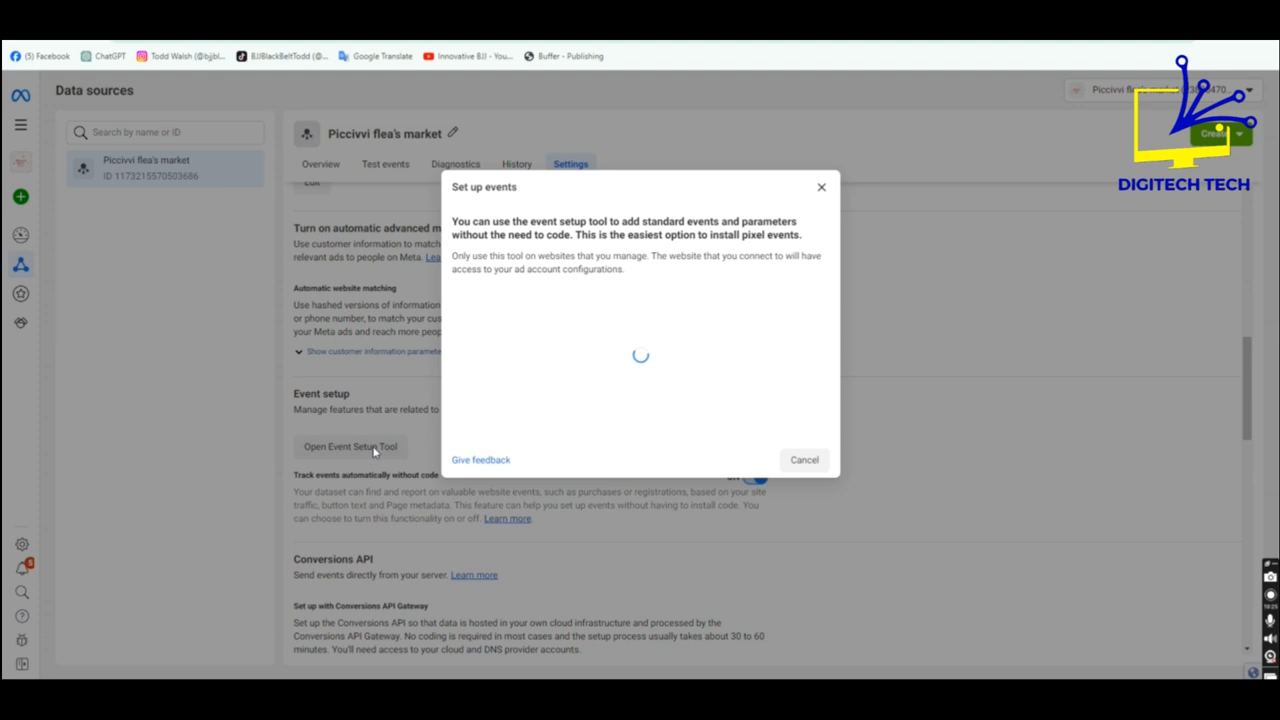 (5) Facebook
ChatGPT
Todd Walsh (@bjjbl...
BJJBlackBeltTodd (@...
Google Translate
Innovative BJJ - You...
Buffer - Publishing
Data sources
Piccivvi
DIGITECH TECH
Search by name or ID
Piccivvi flea's market
ID 1173215570503686
Piccivvi flea's market
Create
Overview
Test events
Diagnostics
History
Settings
Edit
Turn on automatic advanced m
Use customer information to match
relevant ads to people on Meta. Lea
Automatic website matching
Use hashed versions of information
or phone number, to match your cus
your Meta ads and reach more peop
Show customer information paramete
Event setup
Manage features that are related to
Open Event Setup Tool
Set up events
You can use the event setup tool to add standard events and parameters
without the need to code. This is the easiest option to install pixel events.
Only use this tool on websites that you manage. The website that you connect to will have
access to your ad account configurations.
Give feedback
Cancel
Track events automatically without code
Your dataset can find and report on valuable website events, such as purchases or registrations, based on your site
traffic, button text and Page metadata. This feature can help you set up events without having to install code. You
can choose to turn this functionality on or off. Learn more.
Conversions API
Send events directly from your server. Learn more
Set up with Conversions API Gateway
Set up the Conversions API so that data is hosted in your own cloud infrastructure and processed by the
Conversions API Gateway. No coding is required in most cases and the setup process usually takes about 30 to 60
minutes. You'll need access to your cloud and DNS provider accounts.